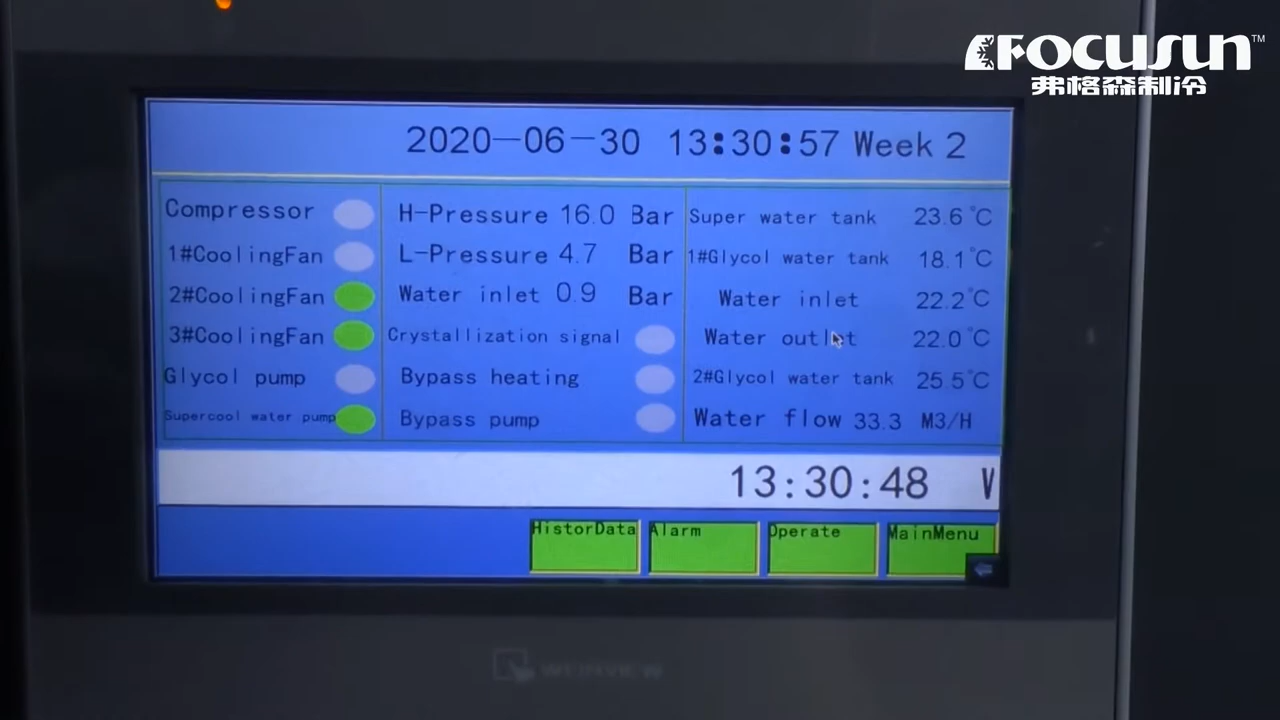 FOCUSUN™
弗格森制冷
2020-06-30 13:30:57 Week 2
Compressor
1#CoolingFan
2#CoolingFan
3#CoolingFan
Glycol pump
Supercool water pump
H-Pressure 16.0 Bar
L-Pressure 4.7 Bar
Water inlet 0.9 Bar
Crystallization signal
Bypass heating
Bypass pump
Super water tank 23.6 °C
1#Glycol water tank 18.1 °C
Water inlet 22.2 °C
Water outlet 22.0 °C
2#Glycol water tank 25.5 °C
Water flow 33.3 M3/H
13:30:48
HistorData
Alarm
Operate
MainMenu